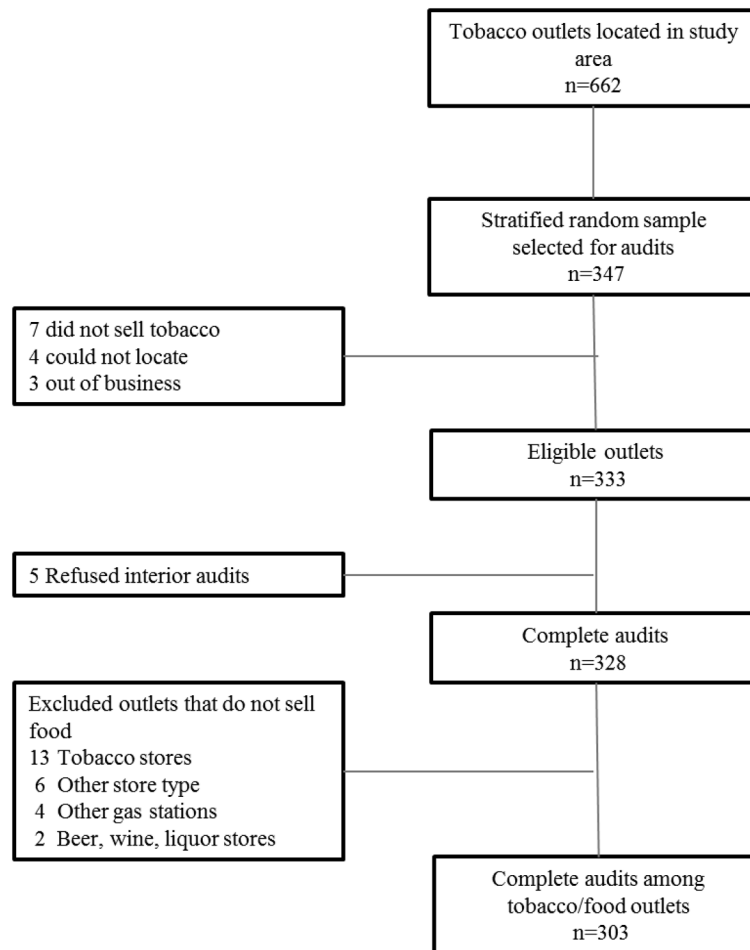 Tobacco outlets located in study
area
n=662
Stratified random sample
selected for audits
n=347
7 did not sell tobacco
4 could not locate
3 out of business
Eligible outlets
n=333
5 Refused interior audits
Complete audits
n=328
Excluded outlets that do not sell
food
13 Tobacco stores
6 Other store type
4 Other gas stations
2 Beer, wine, liquor stores
Complete audits among
tobacco/food outlets
n=303